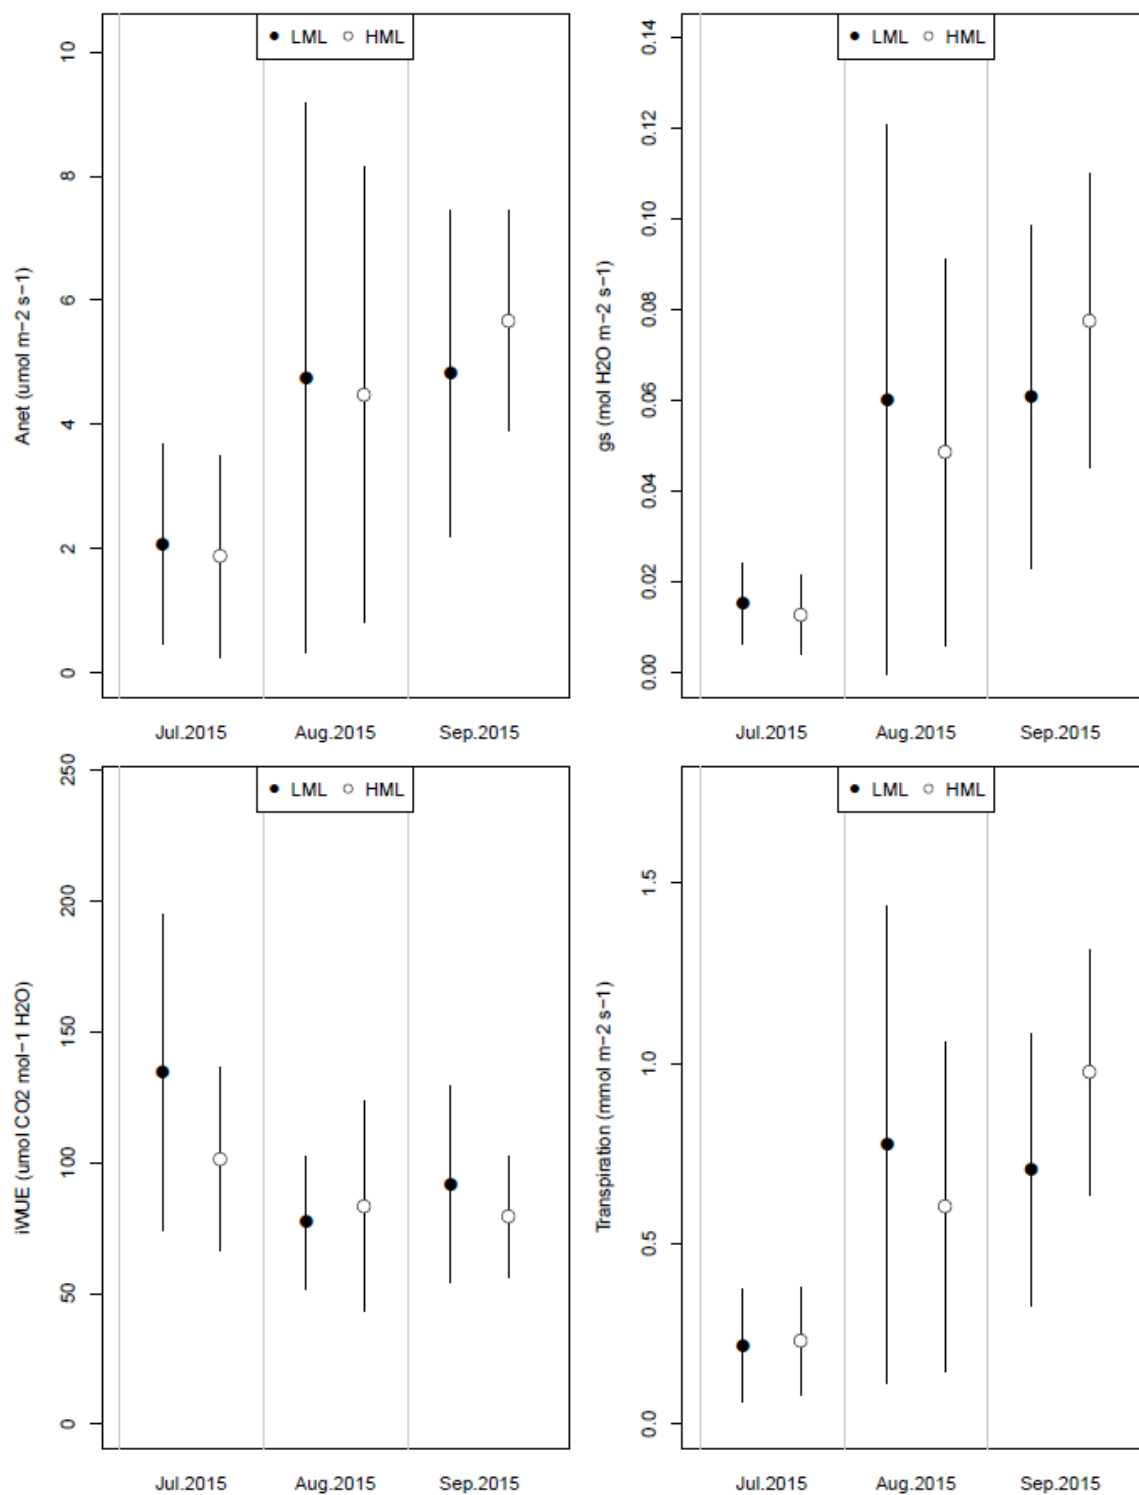 LML HML
Anet (umol m−2 s−1)
0
2
4
6
8
10
Jul.2015 Aug.2015 Sep.2015
LML HML
gs (mol H2O m−2 s−1)
0.00
0.02
0.04
0.06
0.08
0.10
0.12
0.14
Jul.2015 Aug.2015 Sep.2015
LML HML
iWUE (umol CO2 mol−1 H2O)
0
50
100
150
200
250
Jul.2015 Aug.2015 Sep.2015
LML HML
Transpiration (mmol m−2 s−1)
0.0
0.5
1.0
1.5
Jul.2015 Aug.2015 Sep.2015